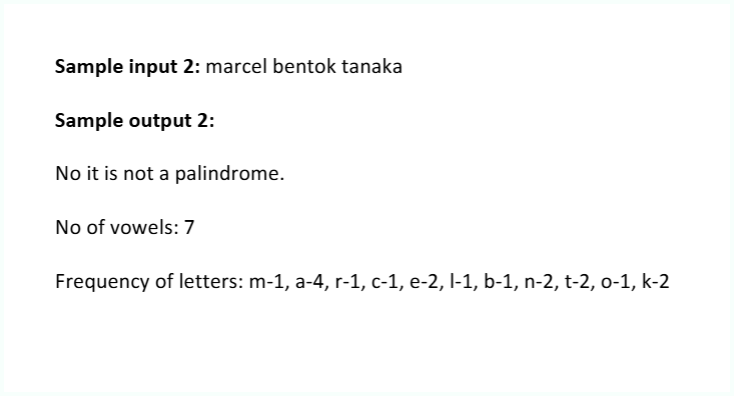 Sample input 2: marcel bentok tanaka
Sample output 2:
No it is not a palindrome.
No of vowels: 7
Frequency of letters: m-1, a-4, r-1, c-1, e-2, l-1, b-1, n-2, t-2, o-1, k-2